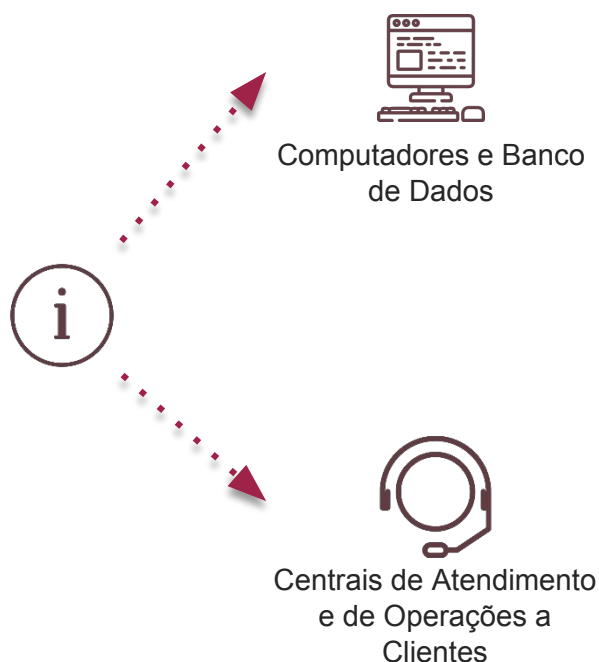 Computadores e Banco
de Dados
i
Centrais de Atendimento
e de Operações a
Clientes